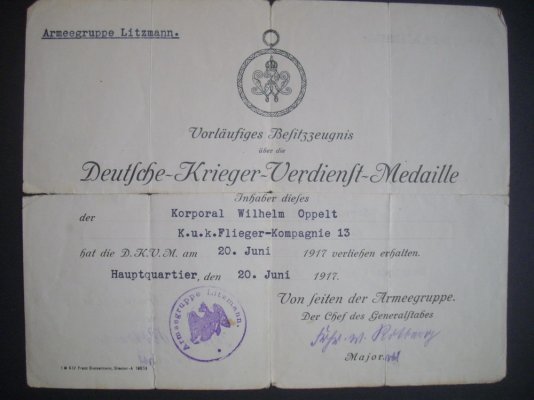 Armeegruppe Litzmann.
Vorläufiges Besitzzeugnis
über die
Deutsche-Krieger-Verdienst-Medaille
Inhaber dieses
der Korporal Wilhelm Oppelt
K.u.k.Flieger-Kompagnie 13
hat die D.K.V.M. am 20. Juni 1917 verliehen erhalten.
Hauptquartier, den 20. Juni 1917.
Von seiten der Armeegruppe.
Der Chef des Generalstabes
Armeegruppe Litzmann.
Major